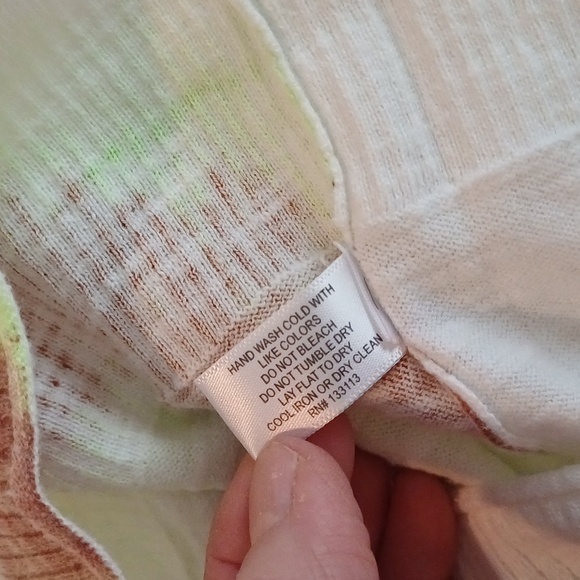 HAND WASH COLD WITH
LIKE COLORS
DO NOT BLEACH
DO NOT TUMBLE DRY
LAY FLAT TO DRY
COOL IRON OR DRY CLEAN
RN# 133113